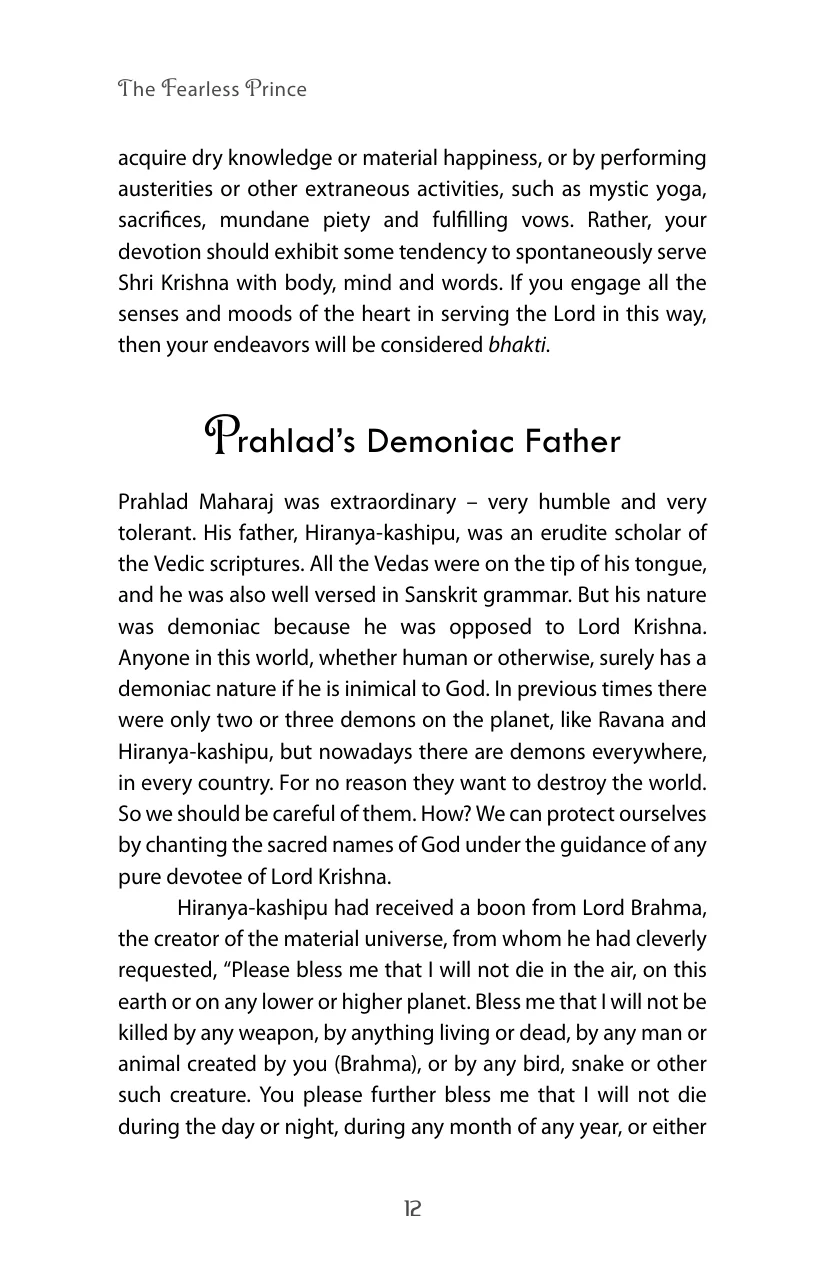 The Fearless Prince
acquire dry knowledge or material happiness, or by performing
austerities or other extraneous activities, such as mystic yoga,
sacrifices, mundane piety and fulfilling vows. Rather, your
devotion should exhibit some tendency to spontaneously serve
Shri Krishna with body, mind and words. If you engage all the
senses and moods of the heart in serving the Lord in this way,
then your endeavors will be considered bhakti.
Prahlad’s Demoniac Father
Prahlad Maharaj was extraordinary – very humble and very
tolerant. His father, Hiranya-kashipu, was an erudite scholar of
the Vedic scriptures. All the Vedas were on the tip of his tongue,
and he was also well versed in Sanskrit grammar. But his nature
was demoniac because he was opposed to Lord Krishna.
Anyone in this world, whether human or otherwise, surely has a
demoniac nature if he is inimical to God. In previous times there
were only two or three demons on the planet, like Ravana and
Hiranya-kashipu, but nowadays there are demons everywhere,
in every country. For no reason they want to destroy the world.
So we should be careful of them. How? We can protect ourselves
by chanting the sacred names of God under the guidance of any
pure devotee of Lord Krishna.
Hiranya-kashipu had received a boon from Lord Brahma,
the creator of the material universe, from whom he had cleverly
requested, “Please bless me that I will not die in the air, on this
earth or on any lower or higher planet. Bless me that I will not be
killed by any weapon, by anything living or dead, by any man or
animal created by you (Brahma), or by any bird, snake or other
such creature. You please further bless me that I will not die
during the day or night, during any month of any year, or either
12